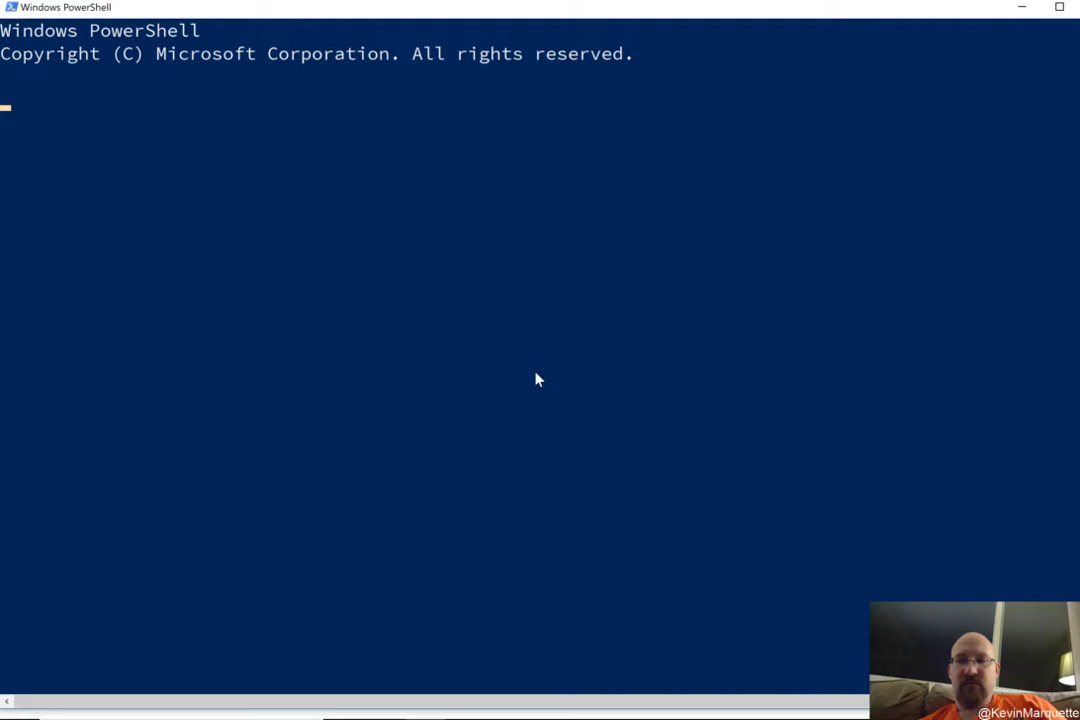 Windows PowerShell
Windows PowerShell
Copyright (C) Microsoft Corporation. All rights reserved.
@KevinMarquette